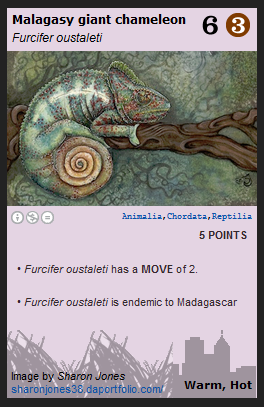 Malagasy giant chameleon 6 3
Furcifer oustaleti
Animalia,Chordata,Reptilia
5 POINTS
• Furcifer oustaleti has a MOVE of 2.
• Furcifer oustaleti is endemic to Madagascar
Image by Sharon Jones
sharonjones38.daportfolio.com/
Warm, Hot